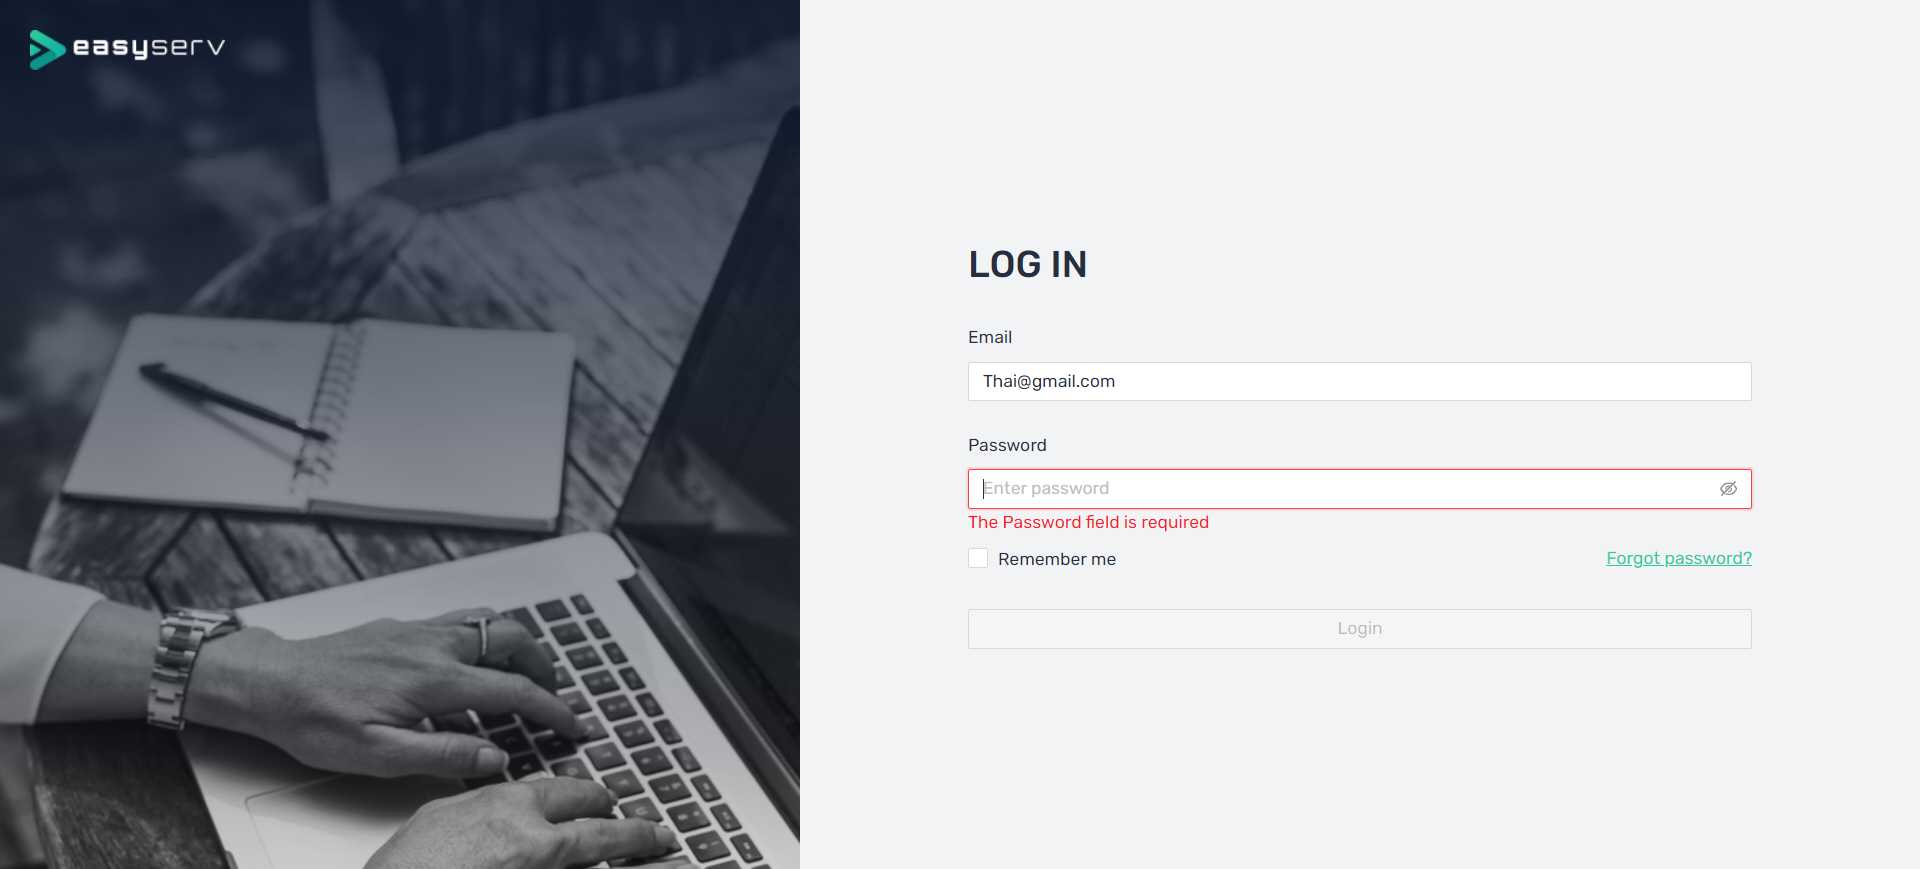 easyserv
LOG IN
Email
Thai@gmail.com
Password
Enter password
The Password field is required
Remember me
Forgot password?
Login